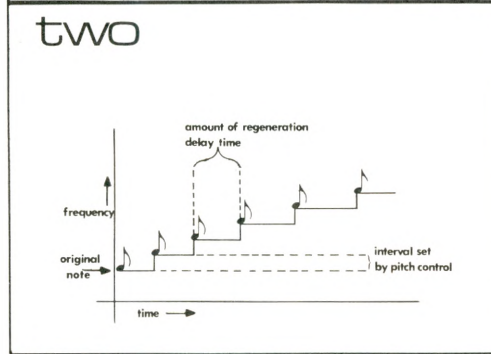 two
amount of regeneration
delay time
frequency
original
note
interval set
by pitch control
time